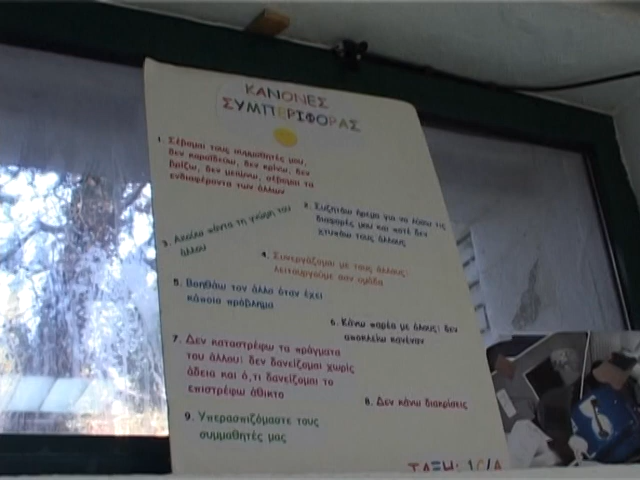 ΚΑΝΟΝΕΣ
ΣΥΜΠΕΡΙΦΟΡΑΣ
1. Σέβομαι τους συμμαθητές μου,
δεν κοροϊδεύω, δεν κρίνω, δεν
βρίζω, δεν μειώνω, σέβομαι τα
ενδιαφέροντα των άλλων
2. Συζητάω ήρεμα για να λύσω τις
διαφορές μου και ποτέ δεν
χτυπάω τους άλλους
3. Ακούω πάντα τη γνώμη του
άλλου
4. Συνεργάζομαι με τους άλλους:
λειτουργούμε σαν ομάδα
5. Βοηθάω τον άλλο όταν έχει
κάποιο πρόβλημα
6. Κάνω παρέα με όλους: δεν
αποκλείω κανέναν
7. Δεν καταστρέφω τα πράγματα
του άλλου: δεν δανείζομαι χωρίς
άδεια και ό,τι δανείζομαι το
επιστρέφω άθικτο
8. Δεν κάνω διακρίσεις
9. Υπερασπιζόμαστε τους
συμμαθητές μας
ΤΑΞΗ: